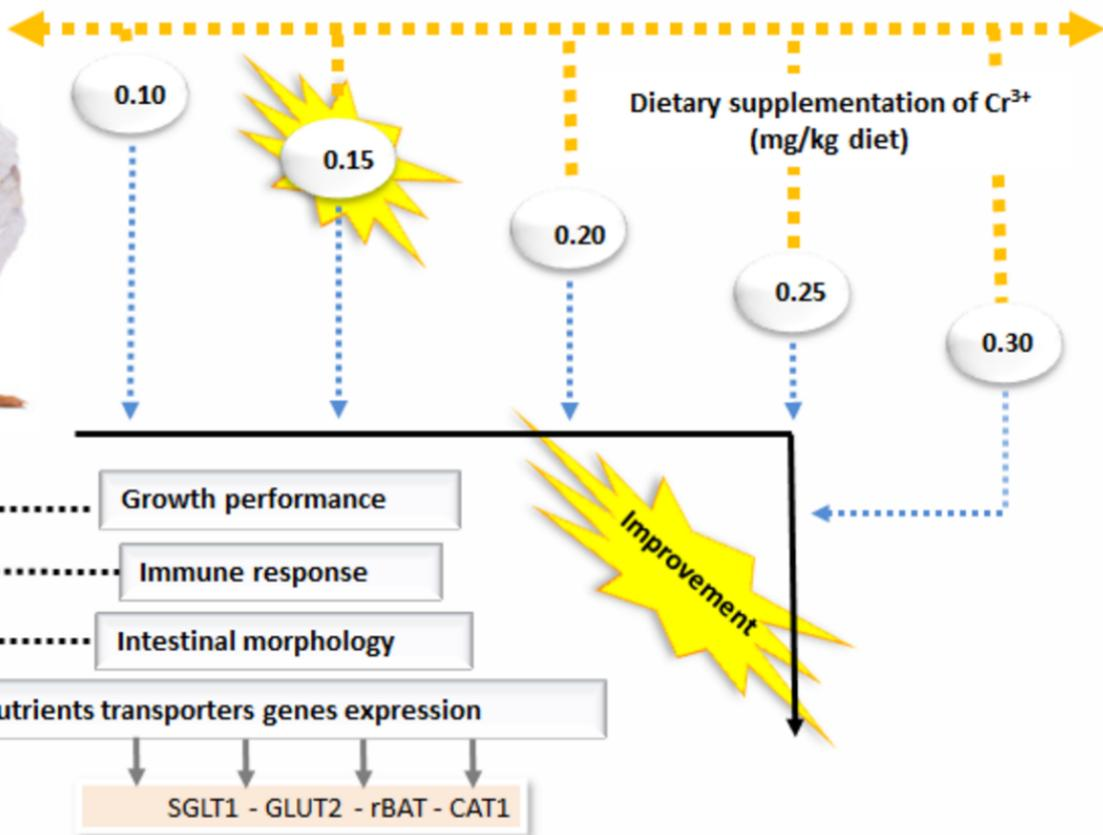 0.10
0.15
0.20
0.25
0.30
Dietary supplementation of Cr³⁺
(mg/kg diet)
Growth performance
Immune response
Intestinal morphology
utrients transporters genes expression
Improvement
SGLT1 - GLUT2 - rBAT - CAT1